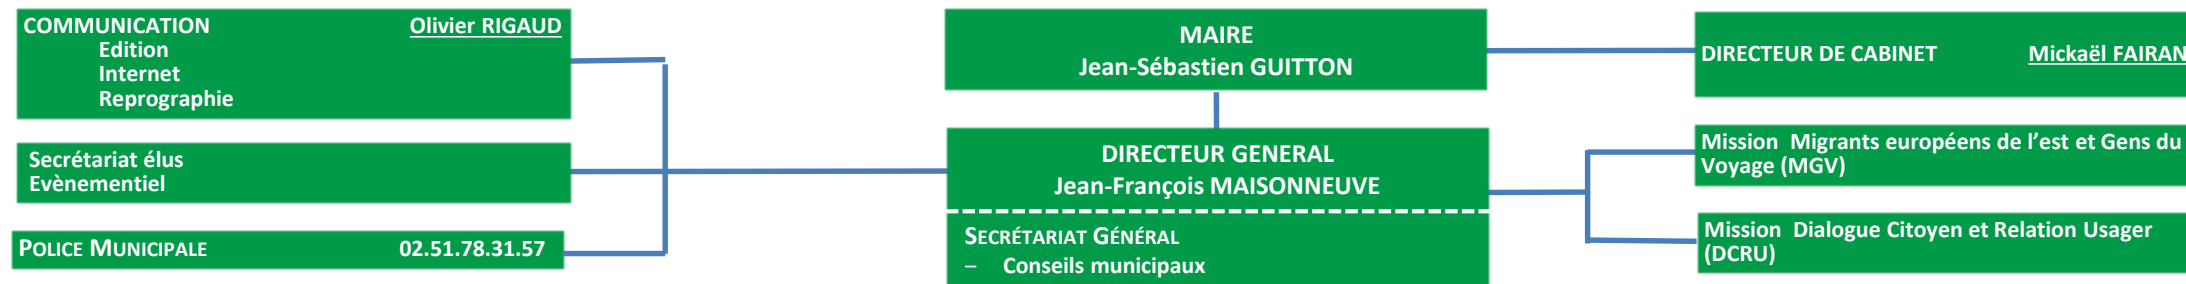 COMMUNICATION Olivier RIGAUD
Edition
Internet
Reprographie
Secrétariat élus
Evènementiel
POLICE MUNICIPALE 02.51.78.31.57
MAIRE
Jean-Sébastien GUITTON
DIRECTEUR GENERAL
Jean-François MAISONNEUVE
SECRÉTARIAT GÉNÉRAL
– Conseils municipaux
DIRECTEUR DE CABINET Mickaël FAIRAN
Mission Migrants européens de l’est et Gens du
Voyage (MGV)
Mission Dialogue Citoyen et Relation Usager
(DCRU)